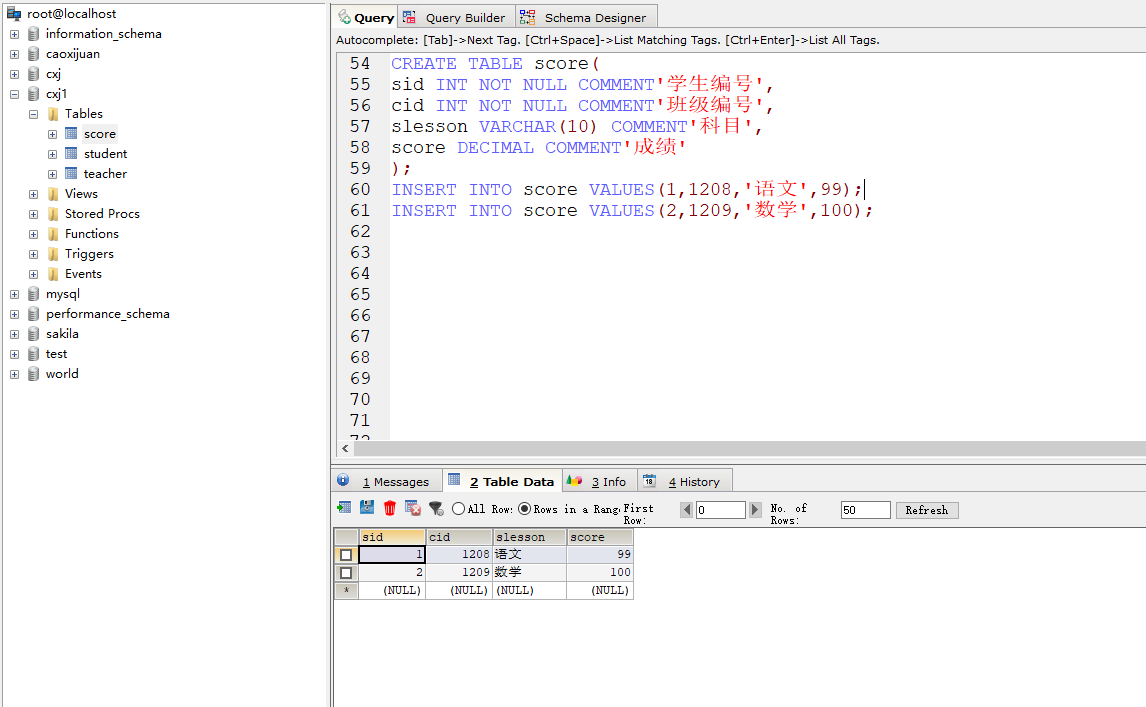 root@localhost
information_schema
caoxijuan
cxj
cxj1
Tables
score
student
teacher
Views
Stored Procs
Functions
Triggers
Events
mysql
performance_schema
sakila
test
world
Query Query Builder Schema Designer
Autocomplete: [Tab]->Next Tag. [Ctrl+Space]->List Matching Tags. [Ctrl+Enter]->List All Tags.
54 CREATE TABLE score(
55 sid INT NOT NULL COMMENT'学生编号',
56 cid INT NOT NULL COMMENT'班级编号',
57 slesson VARCHAR(10) COMMENT'科目',
58 score DECIMAL COMMENT'成绩'
59 );
60 INSERT INTO score VALUES(1,1208,'语文',99);
61 INSERT INTO score VALUES(2,1209,'数学',100);
62
63
64
65
66
67
68
69
70
71
72
1 Messages 2 Table Data 3 Info 18 4 History
All Row: Rows in a Rang First Row: 0 No. of Rows: 50 Refresh
sid cid slesson score
1 1208 语文 99
2 1209 数学 100
* (NULL) (NULL) (NULL) (NULL)